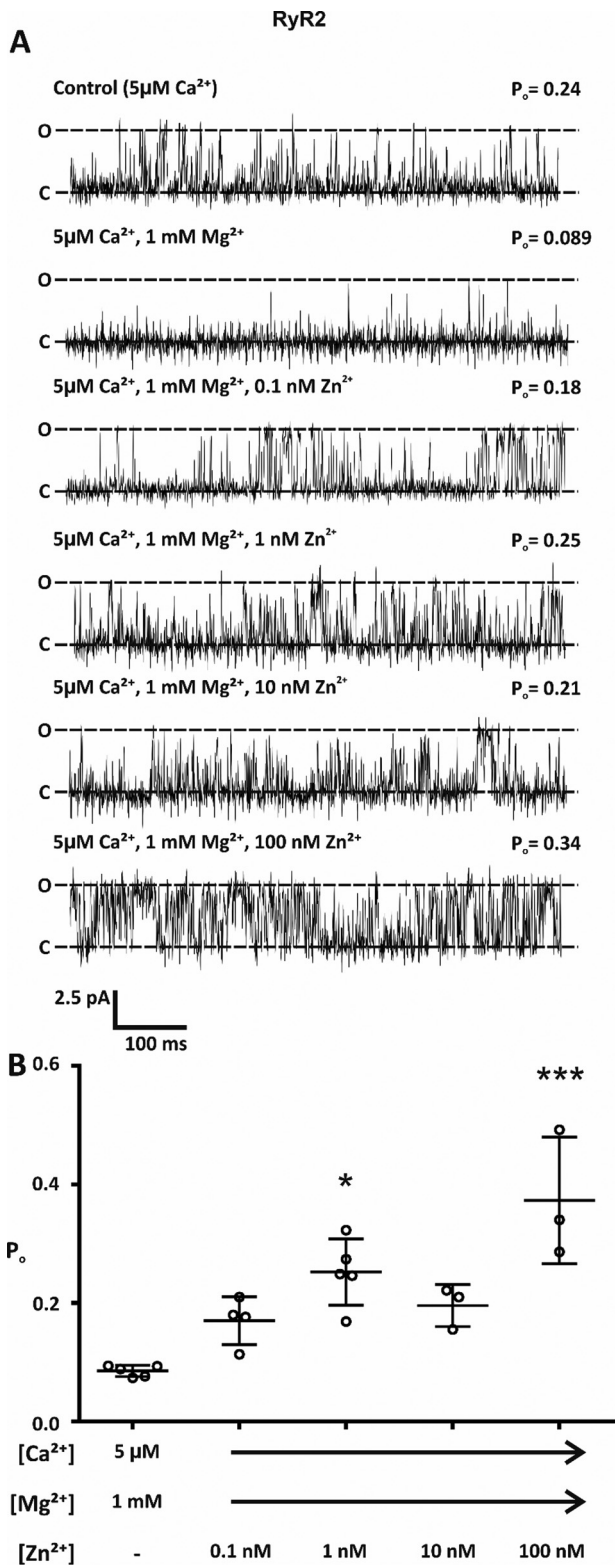 RyR2
A
Control (5µM Ca²⁺) Pₒ= 0.24
O
C
5µM Ca²⁺, 1 mM Mg²⁺ Pₒ= 0.089
O
C
5µM Ca²⁺, 1 mM Mg²⁺, 0.1 nM Zn²⁺ Pₒ= 0.18
O
C
5µM Ca²⁺, 1 mM Mg²⁺, 1 nM Zn²⁺ Pₒ= 0.25
O
C
5µM Ca²⁺, 1 mM Mg²⁺, 10 nM Zn²⁺ Pₒ= 0.21
O
C
5µM Ca²⁺, 1 mM Mg²⁺, 100 nM Zn²⁺ Pₒ= 0.34
O
C
2.5 pA
100 ms
B
0.6
***
0.4
*
Pₒ
0.2
0.0
[Ca²⁺] 5 µM
[Mg²⁺] 1 mM
[Zn²⁺] - 0.1 nM 1 nM 10 nM 100 nM